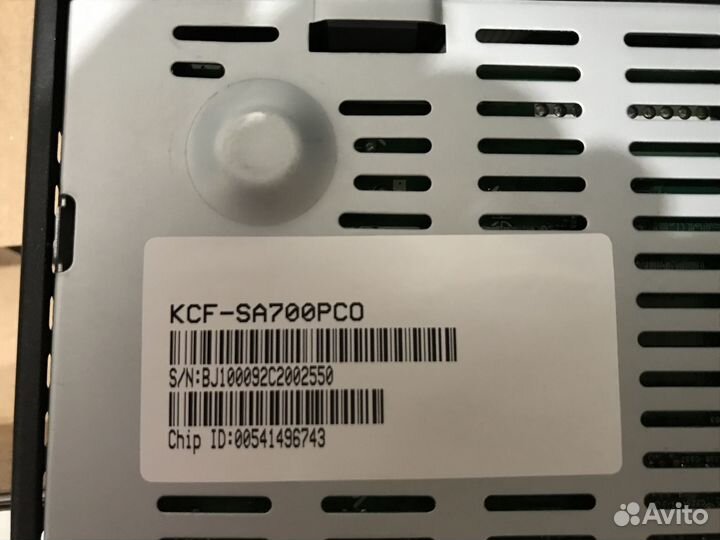 KCF-SA700PCO
S/N:BJ100092C2002550
Chip ID:00541496743
Avito